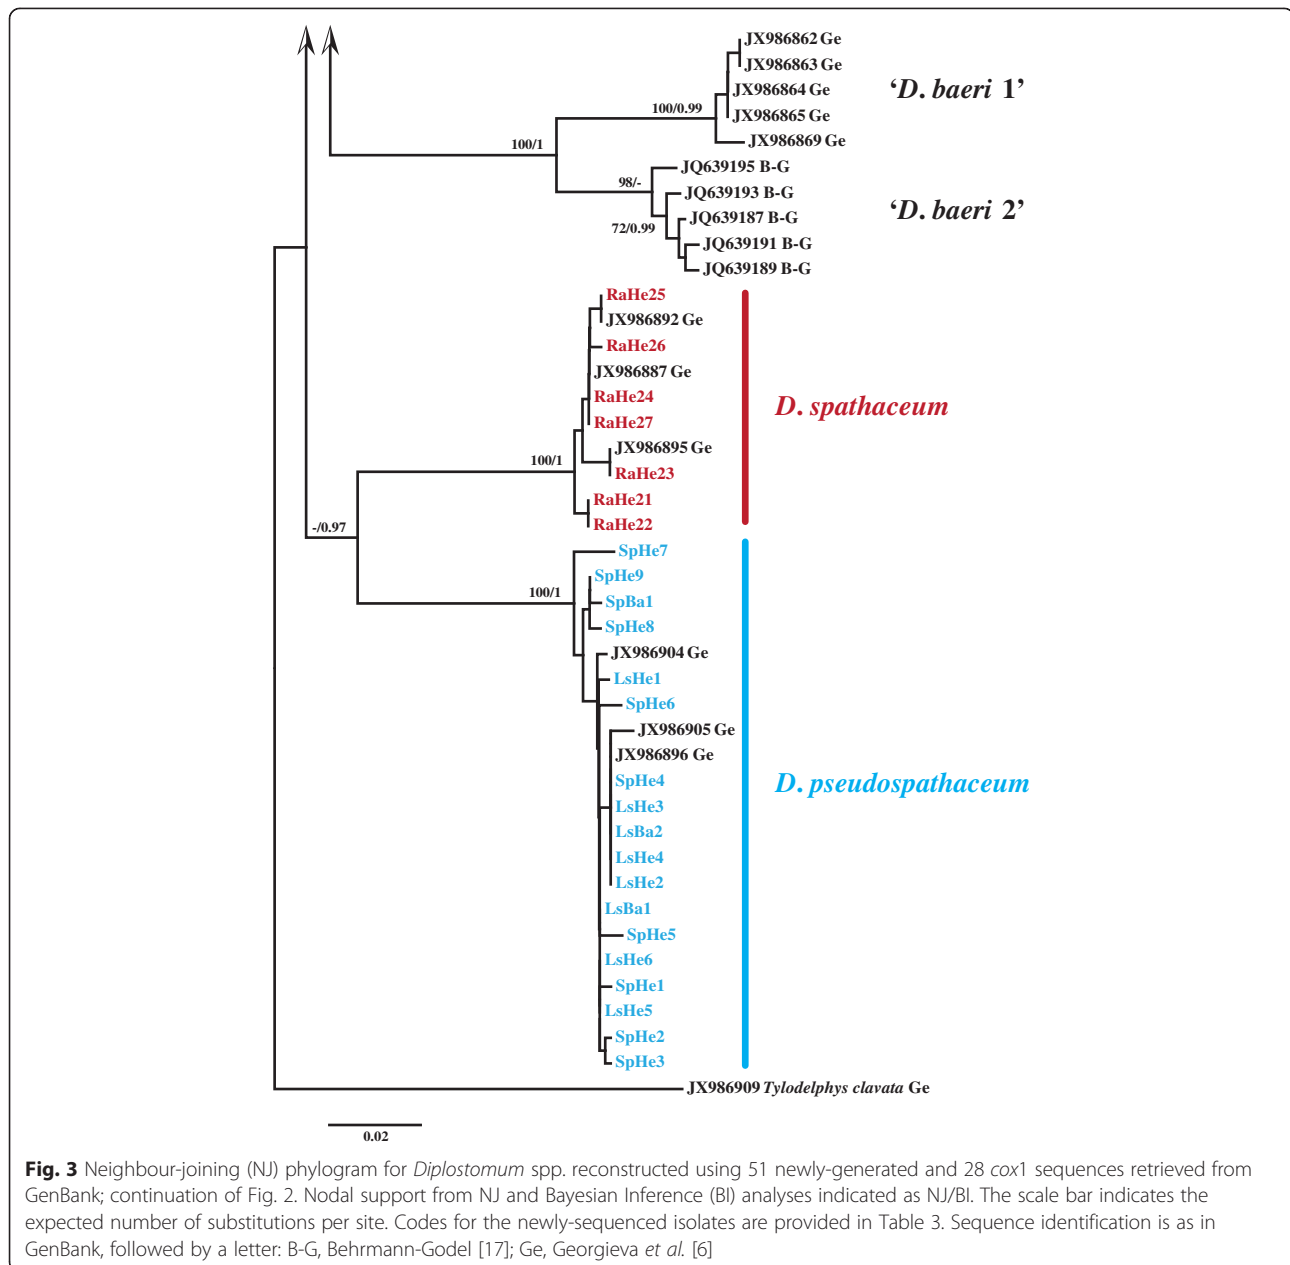 JX986862 Ge
JX986863 Ge
'D. baeri 1'
JX986864 Ge
100/0.99
JX986865 Ge
JX986869 Ge
100/1
JQ639195 B-G
98/-
JQ639193 B-G
'D. baeri 2'
JQ639187 B-G
72/0.99
JQ639191 B-G
JQ639189 B-G
RaHe25
JX986892 Ge
RaHe26
JX986887 Ge
RaHe24
D. spathaceum
RaHe27
JX986895 Ge
100/1
RaHe23
RaHe21
RaHe22
-/0.97
SpHe7
SpHe9
100/1
SpBa1
SpHe8
JX986904 Ge
LsHe1
SpHe6
JX986905 Ge
JX986896 Ge
SpHe4
D. pseudospathaceum
LsHe3
LsBa2
LsHe4
LsHe2
LsBa1
SpHe5
LsHe6
SpHe1
LsHe5
SpHe2
SpHe3
JX986909 Tylodelphys clavata Ge
0.02
Fig. 3 Neighbour-joining (NJ) phylogram for Diplostomum spp. reconstructed using 51 newly-generated and 28 cox1 sequences retrieved from
GenBank; continuation of Fig. 2. Nodal support from NJ and Bayesian Inference (BI) analyses indicated as NJ/BI. The scale bar indicates the
expected number of substitutions per site. Codes for the newly-sequenced isolates are provided in Table 3. Sequence identification is as in
GenBank, followed by a letter: B-G, Behrmann-Godel [17]; Ge, Georgieva et al. [6]